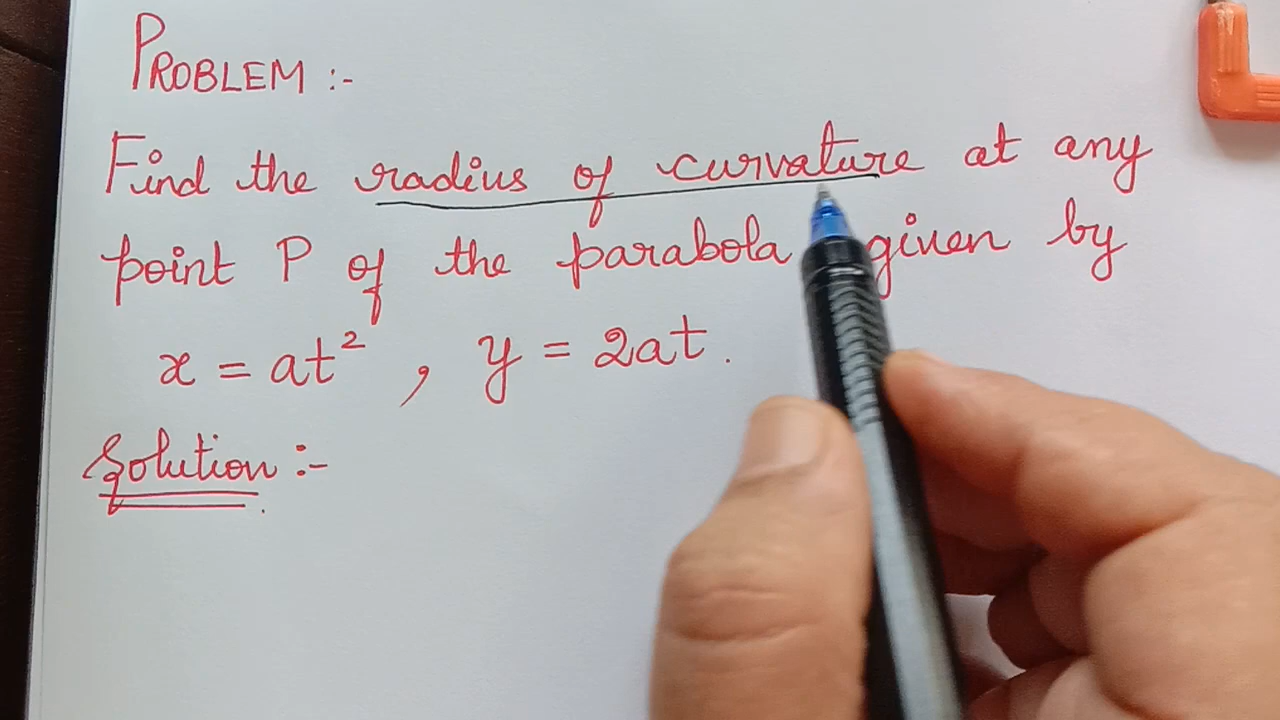 PROBLEM :-
Find the radius of curvature at any
point P of the parabola given by
x = at² , y = 2at .
Solution :-